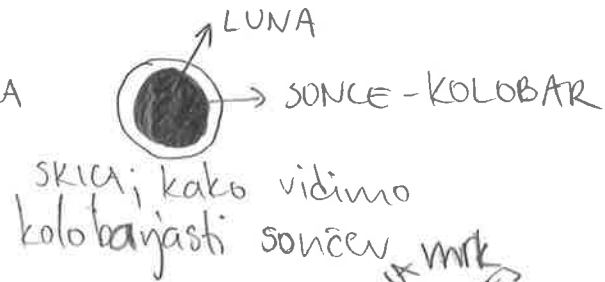 LUNA
A
SONCE-KOLOBAR
SKICA; kako vidimo
kolobarjasti sončev mrk